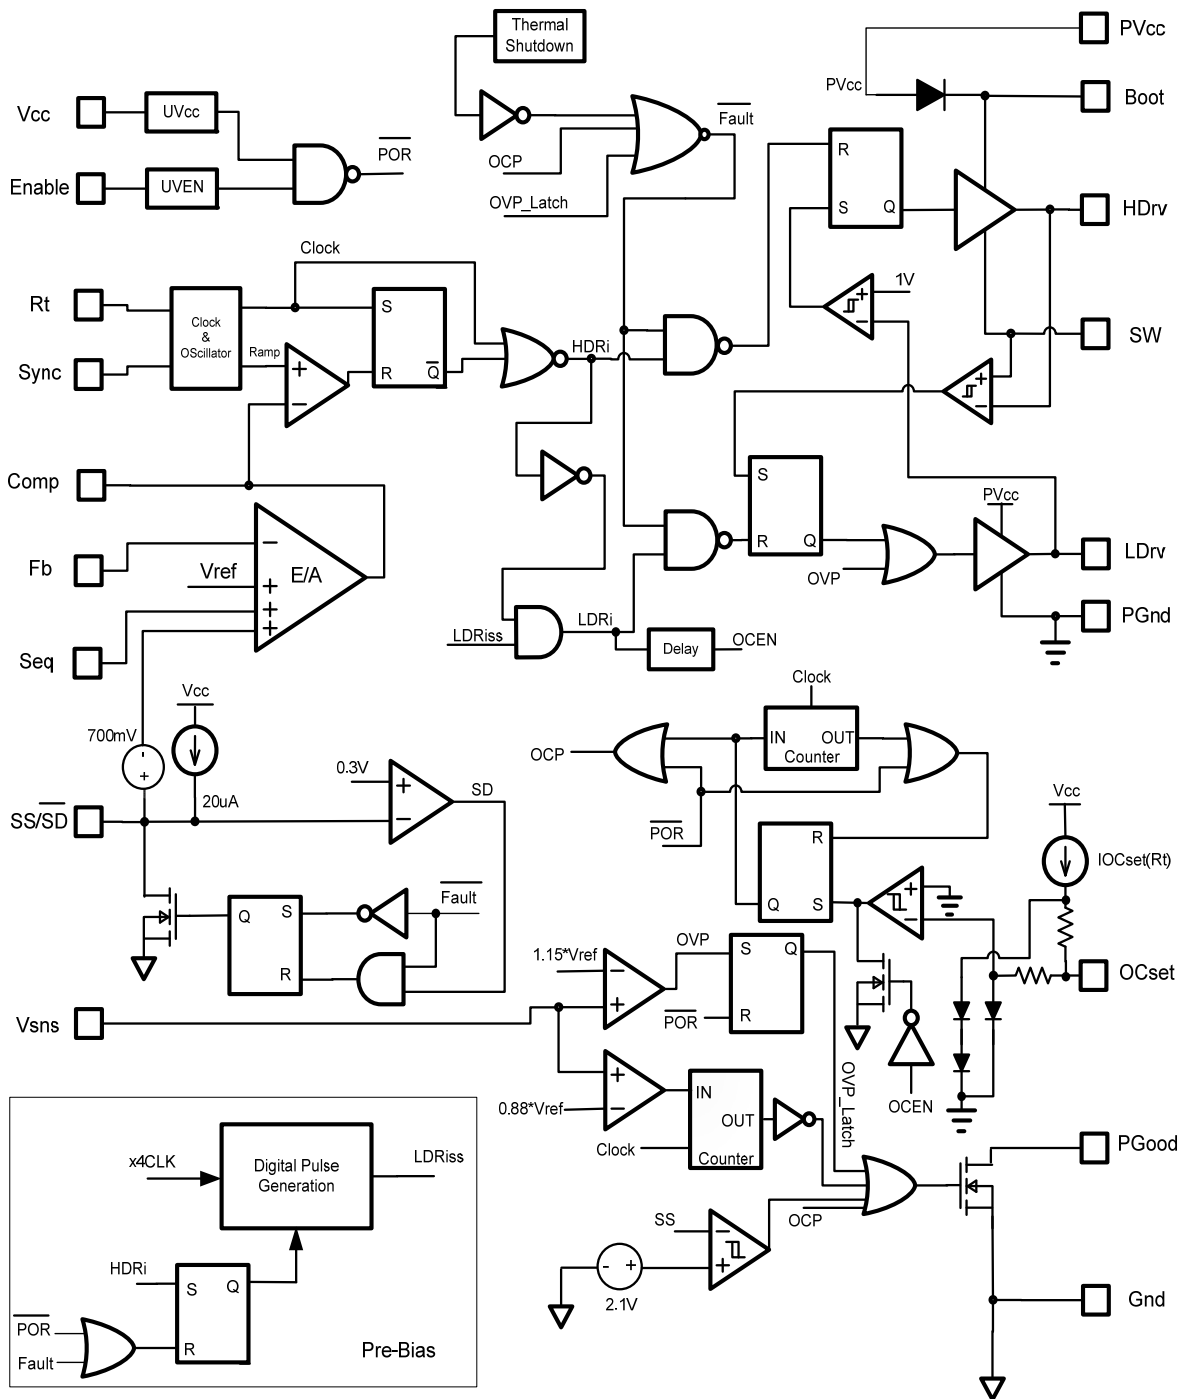 Thermal
Shutdown
PVcc
PVcc
Boot
Vcc
UVcc
POR
Fault
OCP
OVP_Latch
R
S
Q
HDrv
Enable
UVEN
Clock
Rt
Clock
&
OScillator
Ramp
Sync
S
R
Q
+
−
HDRi
1V
+
−
SW
+
−
Comp
Fb
−
Vref
+
+
+
E/A
Seq
S
R
Q
OVP
PVcc
LDrv
PGnd
LDRiss
LDRi
Delay
OCEN
Vcc
700mV
-
+
20uA
SS/SD
0.3V
+
−
SD
Fault
Q
S
R
Clock
IN
OUT
Counter
OCP
POR
R
Q
S
+
−
Vcc
IOCset(Rt)
OCset
OCEN
Vsns
1.15*Vref
−
+
OVP
S
Q
R
POR
OVP_Latch
0.88*Vref
+
−
IN
OUT
Counter
Clock
OCP
PGood
SS
−
+
-
+
2.1V
Gnd
x4CLK
Digital Pulse
Generation
LDRiss
HDRi
S
Q
R
POR
Fault
Pre-Bias